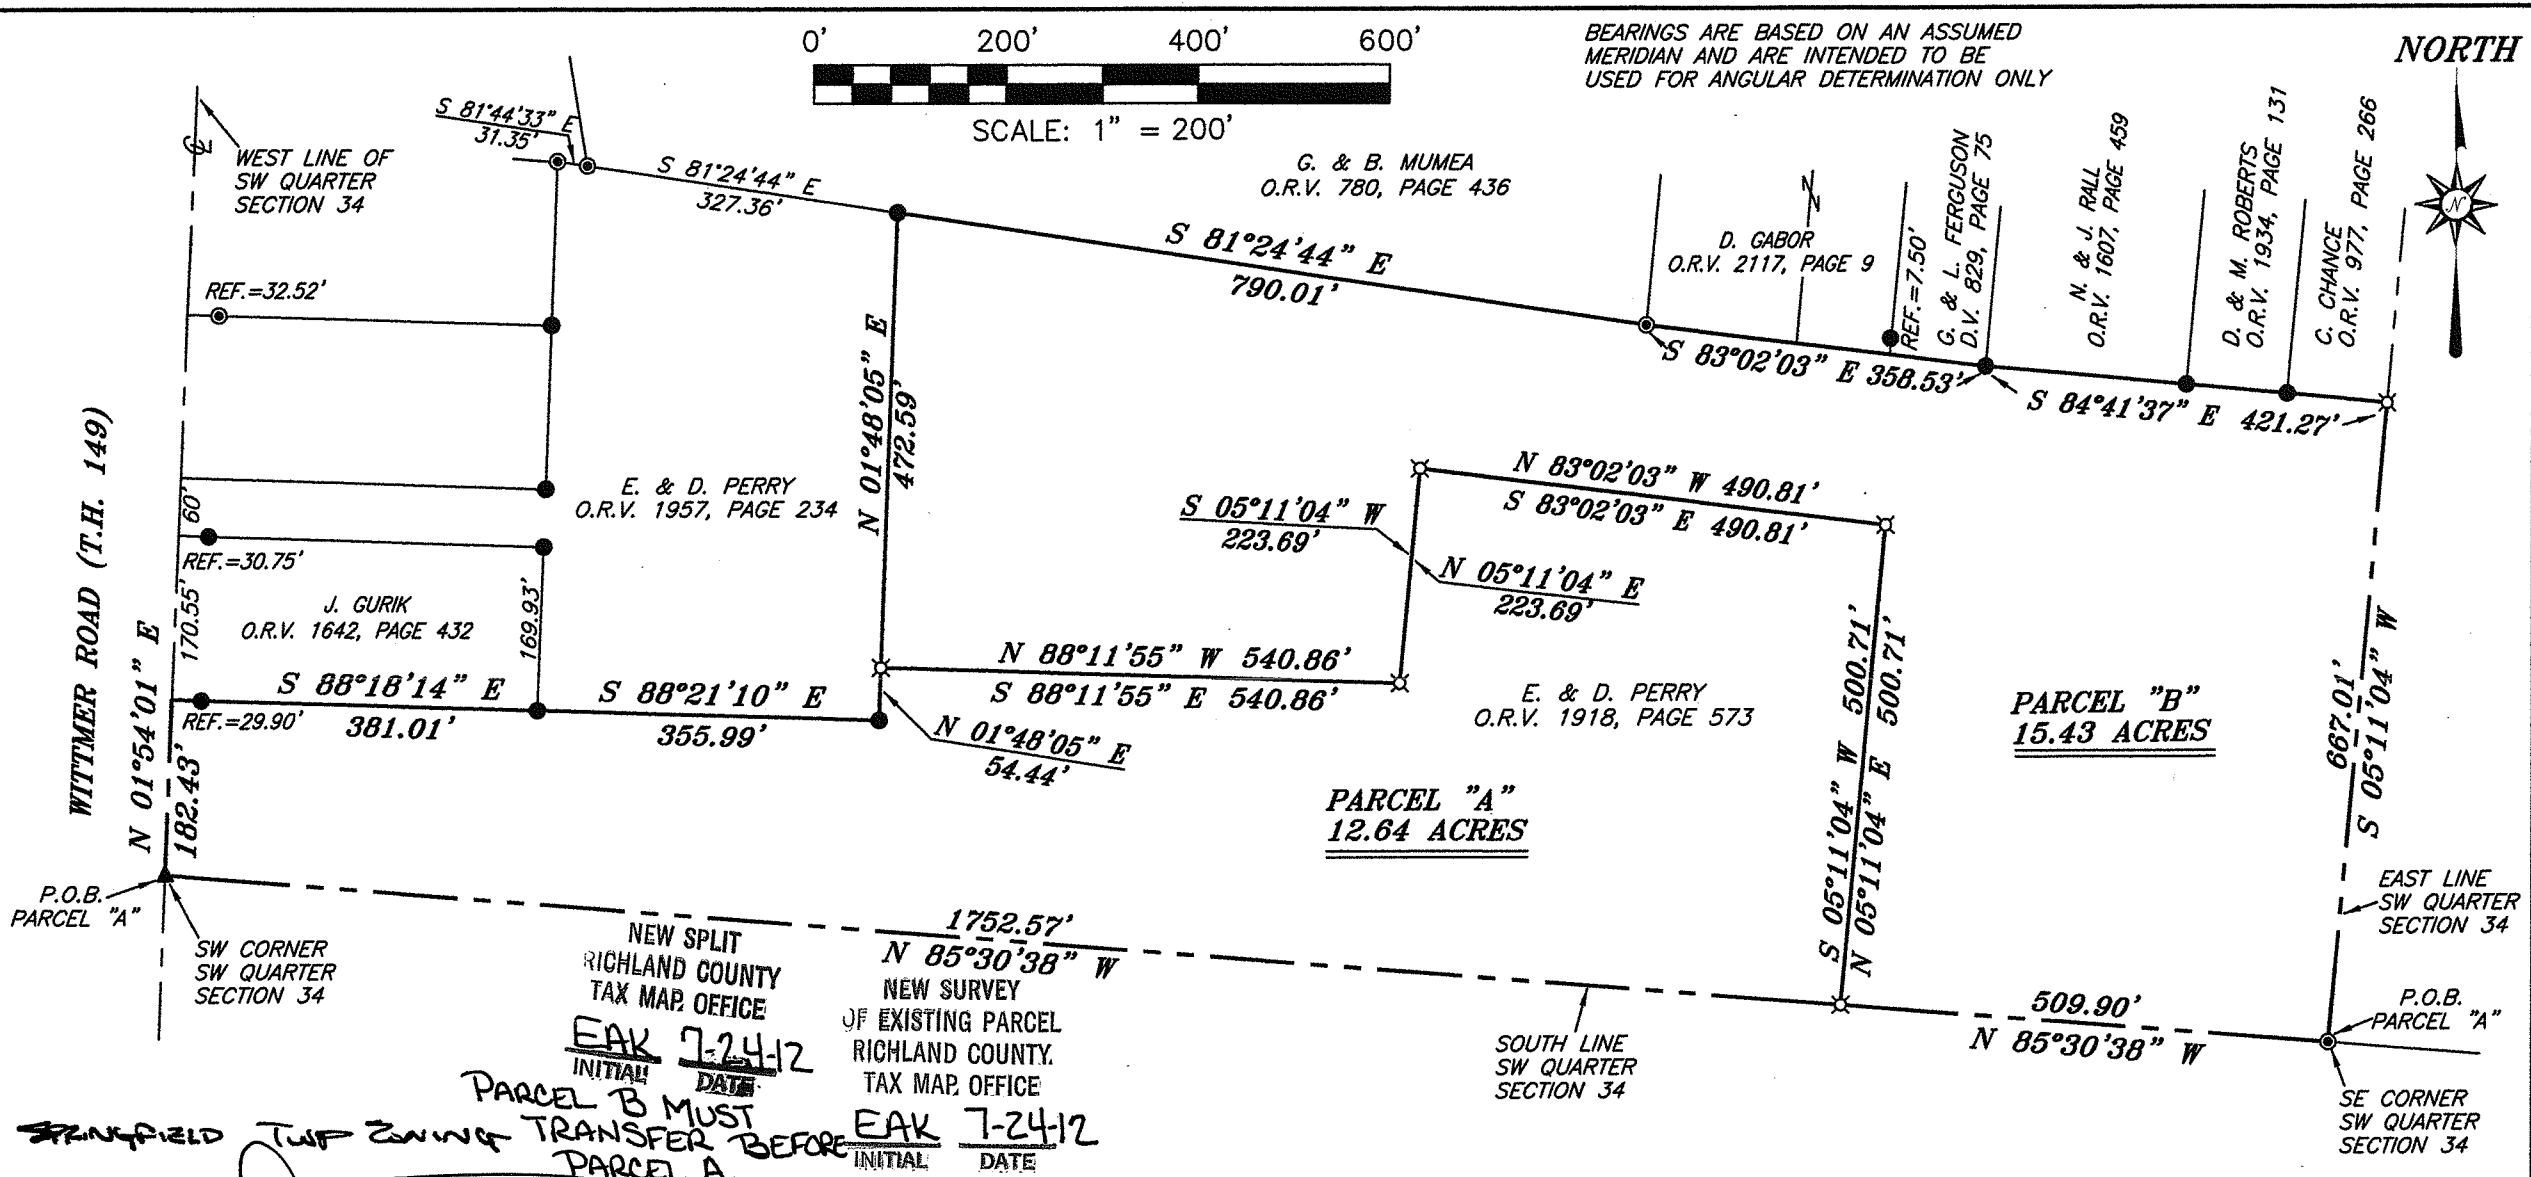 0' 200' 400' 600'
SCALE: 1" = 200'
BEARINGS ARE BASED ON AN ASSUMED
MERIDIAN AND ARE INTENDED TO BE
USED FOR ANGULAR DETERMINATION ONLY
NORTH
N
℄
WEST LINE OF
SW QUARTER
SECTION 34
S 81°44'33" E
31.35'
S 81°24'44" E
327.36'
G. & B. MUMEA
O.R.V. 780, PAGE 436
S 81°24'44" E
790.01'
D. GABOR
O.R.V. 2117, PAGE 9
REF.=7.50'
G. & L. FERGUSON
D.V. 829, PAGE 75
N. & J. RALL
O.R.V. 1607, PAGE 459
D. & M. ROBERTS
O.R.V. 1934, PAGE 131
C. CHANCE
O.R.V. 977, PAGE 266
REF.=32.52'
S 83°02'03" E 358.53'
S 84°41'37" E 421.27'
N 01°48'05" E
472.59'
WITTMER ROAD (T.H. 149)
60'
REF.=30.75'
E. & D. PERRY
O.R.V. 1957, PAGE 234
N 83°02'03" W 490.81'
S 83°02'03" E 490.81'
S 05°11'04" W
223.69'
N 05°11'04" E
223.69'
170.55'
J. GURIK
O.R.V. 1642, PAGE 432
169.93'
N 88°11'55" W 540.86'
S 88°11'55" E 540.86'
S 88°18'14" E
381.01'
REF.=29.90'
S 88°21'10" E
355.99'
N 01°48'05" E
54.44'
E. & D. PERRY
O.R.V. 1918, PAGE 573
S 05°11'04" W 500.71'
N 05°11'04" E 500.71'
PARCEL "B"
15.43 ACRES
667.01'
S 05°11'04" W
N 01°54'01" E
182.43'
PARCEL "A"
12.64 ACRES
P.O.B.
PARCEL "A"
SW CORNER
SW QUARTER
SECTION 34
1752.57'
N 85°30'38" W
EAST LINE
SW QUARTER
SECTION 34
SOUTH LINE
SW QUARTER
SECTION 34
509.90'
N 85°30'38" W
P.O.B.
PARCEL "A"
SE CORNER
SW QUARTER
SECTION 34
NEW SPLIT
RICHLAND COUNTY
TAX MAP OFFICE
EAK 7-24-12
INITIAL DATE
NEW SURVEY
OF EXISTING PARCEL
RICHLAND COUNTY.
TAX MAP OFFICE
EAK 7-24-12
INITIAL DATE
PARCEL B MUST
TRANSFER BEFORE
PARCEL A
SPRINGFIELD TWP ZONING